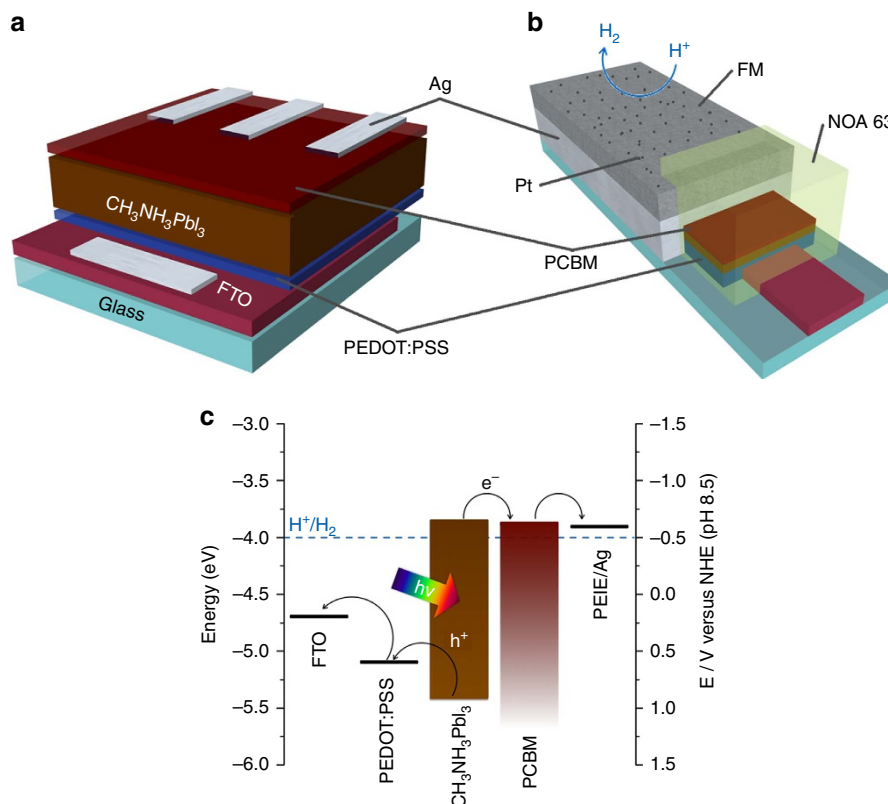 a
b
H₂
H⁺
Ag
FM
NOA 63
CH₃NH₃PbI₃
Pt
PCBM
FTO
Glass
PEDOT:PSS
c
–3.0
–3.5
–4.0
–4.5
–5.0
–5.5
–6.0
Energy (eV)
H⁺/H₂
e⁻
hν
h⁺
FTO
PEDOT:PSS
CH₃NH₃PbI₃
PCBM
PEIE/Ag
–1.5
–1.0
–0.5
0.0
0.5
1.0
1.5
E / V versus NHE (pH 8.5)